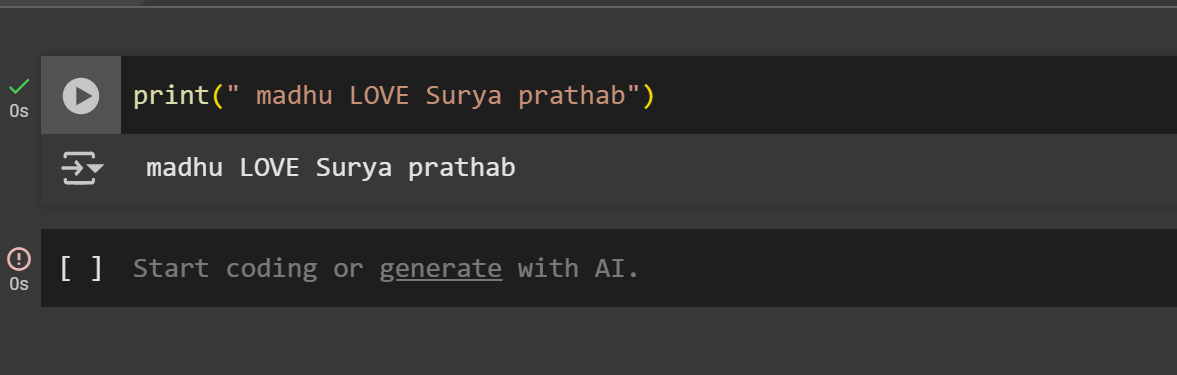 print(" madhu LOVE Surya prathab")
0s
madhu LOVE Surya prathab
[ ] Start coding or generate with AI.
0s